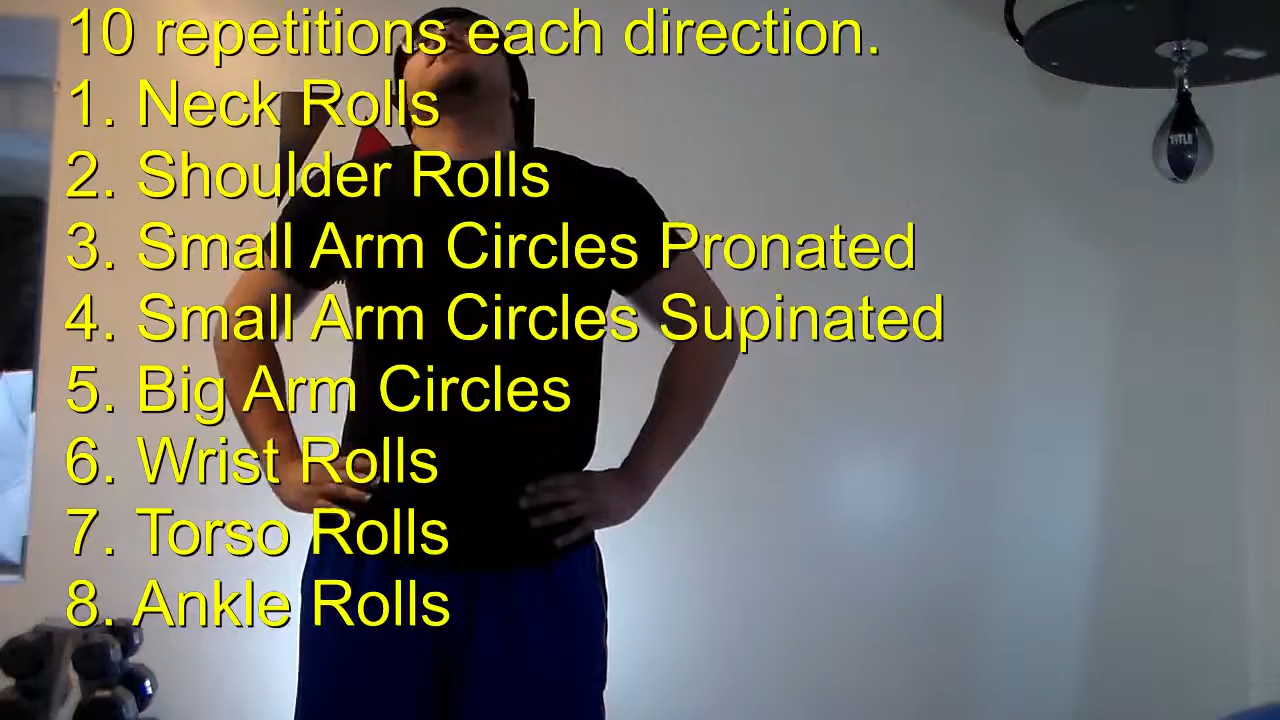 10 repetitions each direction.
1. Neck Rolls
2. Shoulder Rolls
3. Small Arm Circles Pronated
4. Small Arm Circles Supinated
5. Big Arm Circles
6. Wrist Rolls
7. Torso Rolls
8. Ankle Rolls
TITLE